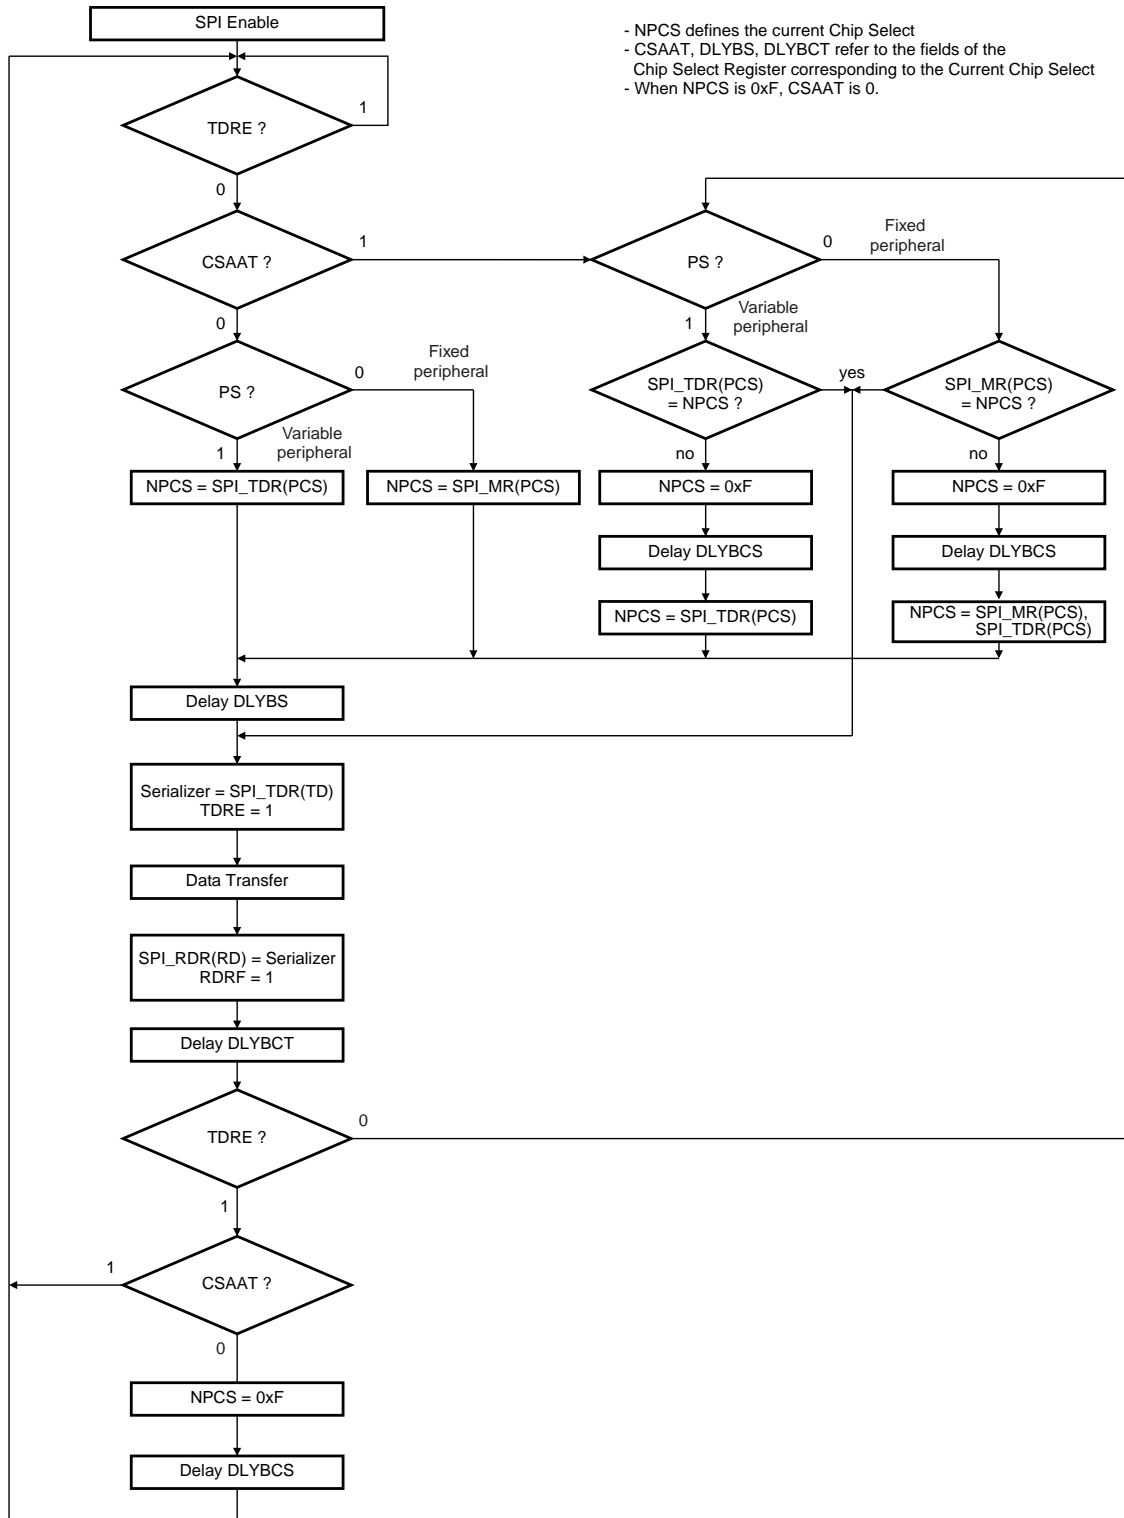 SPI Enable
- NPCS defines the current Chip Select
- CSAAT, DLYBS, DLYBCT refer to the fields of the
Chip Select Register corresponding to the Current Chip Select
- When NPCS is 0xF, CSAAT is 0.
1
TDRE ?
0
CSAAT ?
1
PS ?
0
Fixed
peripheral
0
1
Variable
peripheral
PS ?
0
Fixed
peripheral
SPI_TDR(PCS)
= NPCS ?
yes
SPI_MR(PCS)
= NPCS ?
1
Variable
peripheral
no
no
NPCS = SPI_TDR(PCS)
NPCS = SPI_MR(PCS)
NPCS = 0xF
NPCS = 0xF
Delay DLYBCS
Delay DLYBCS
NPCS = SPI_TDR(PCS)
NPCS = SPI_MR(PCS),
SPI_TDR(PCS)
Delay DLYBS
Serializer = SPI_TDR(TD)
TDRE = 1
Data Transfer
SPI_RDR(RD) = Serializer
RDRF = 1
Delay DLYBCT
TDRE ?
0
1
CSAAT ?
1
0
NPCS = 0xF
Delay DLYBCS